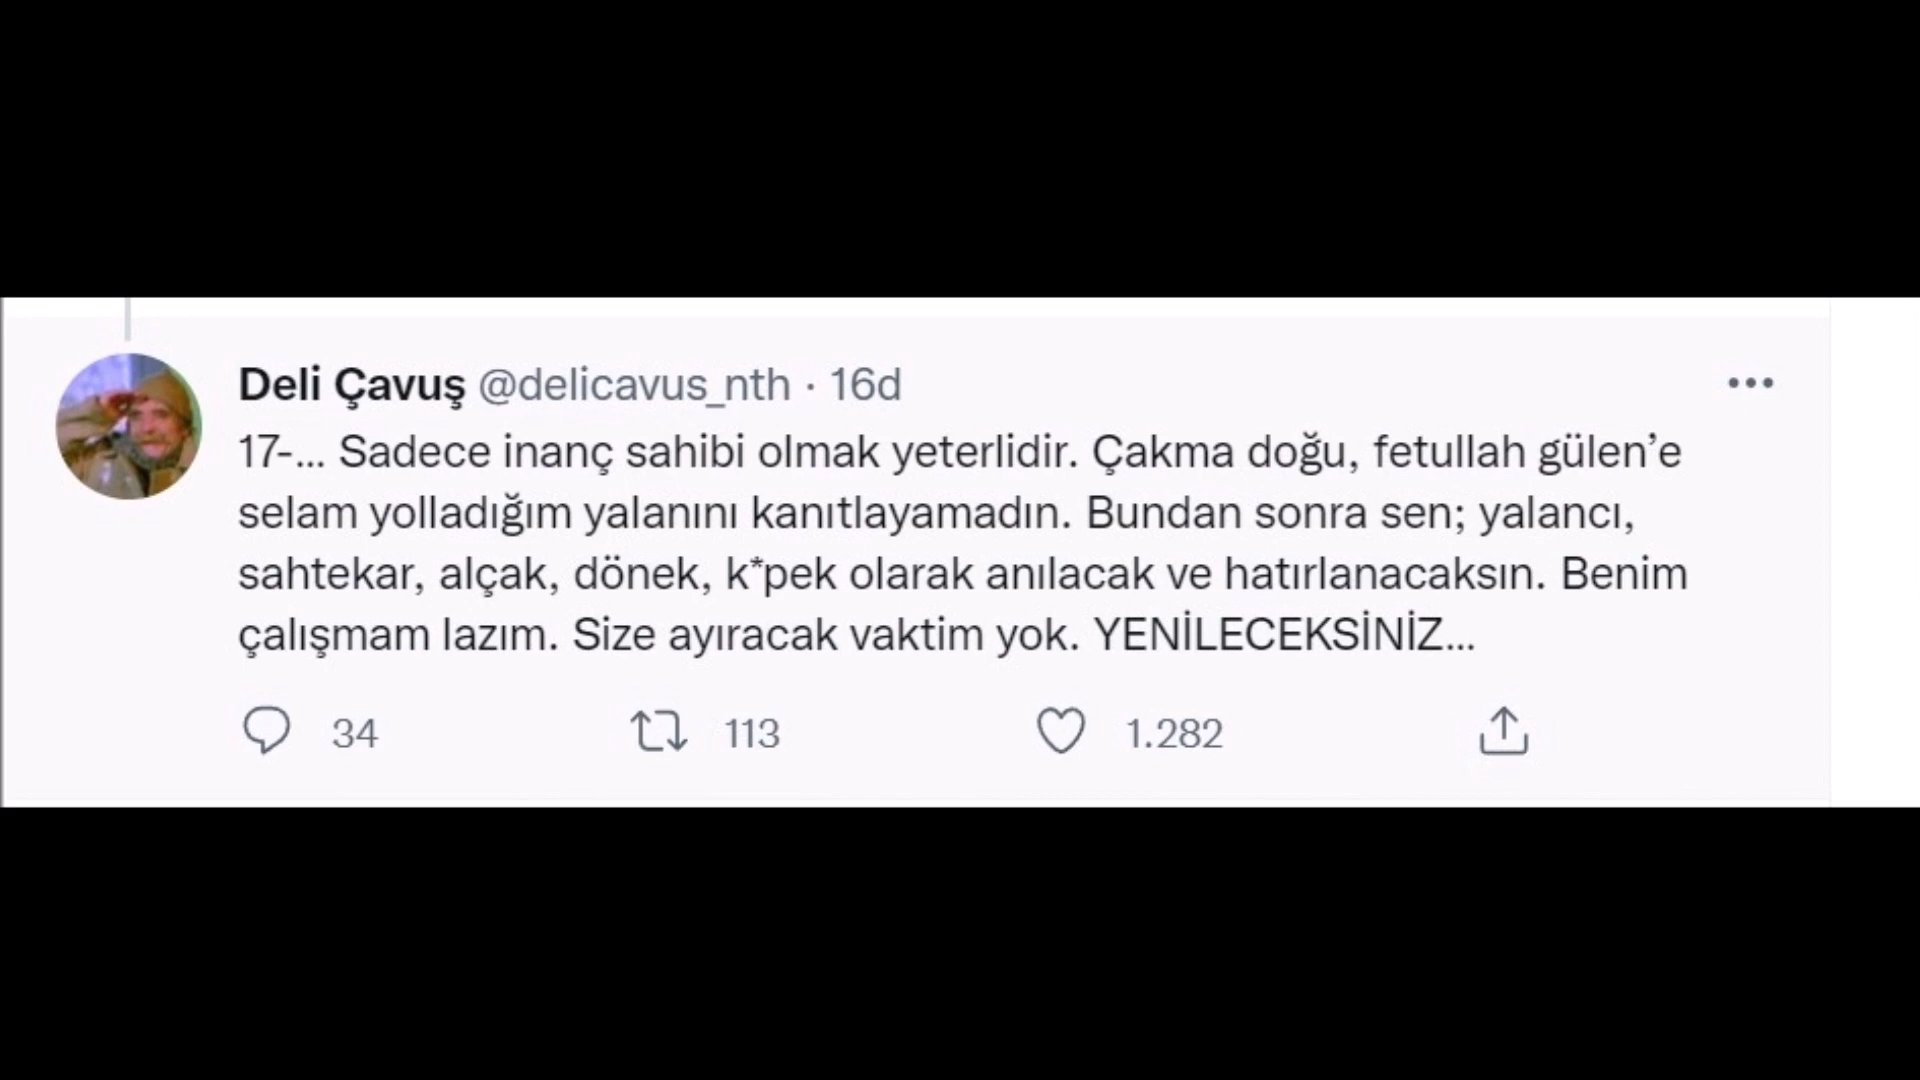 Deli Çavuş @delicavus_nth · 16d
17-... Sadece inanç sahibi olmak yeterlidir. Çakma doğu, fetullah gülen’e
selam yolladığım yalanını kanıtlayamadın. Bundan sonra sen; yalancı,
sahtekar, alçak, dönek, k*pek olarak anılacak ve hatırlanacaksın. Benim
çalışmam lazım. Size ayıracak vaktim yok. YENİLECEKSİNİZ...
34 113 1.282